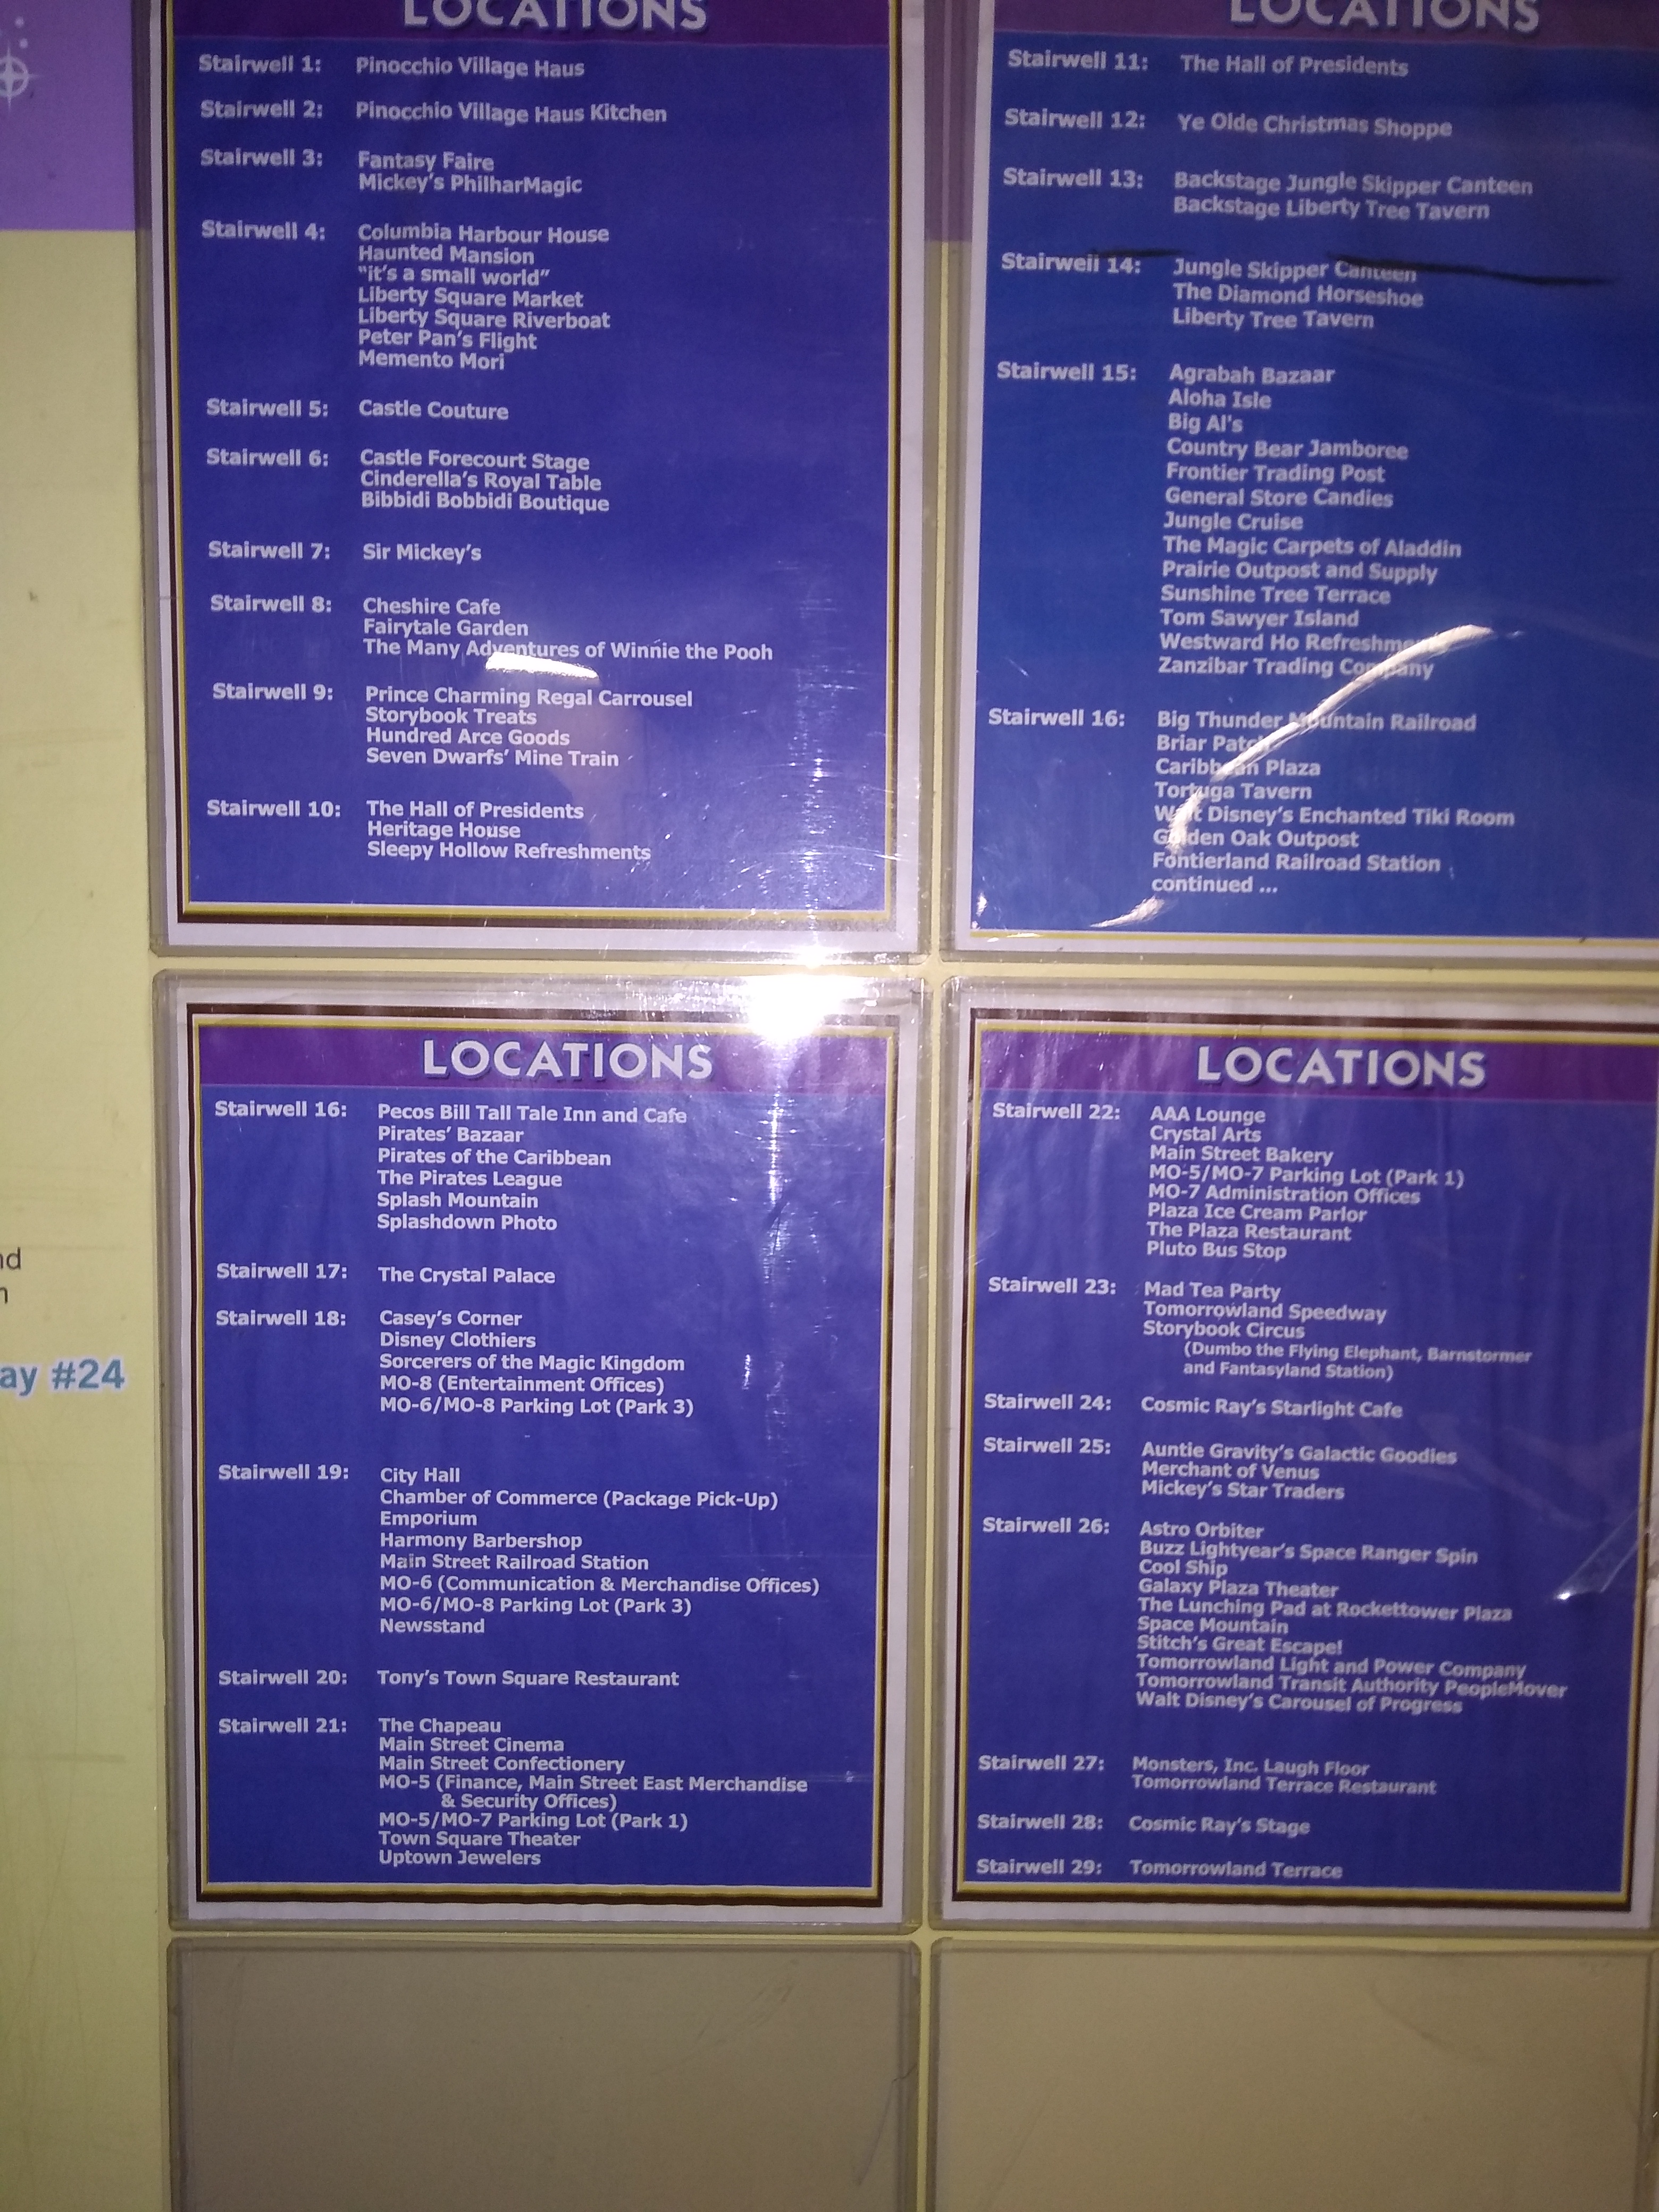 LOCATIONS
Stairwell 1: Pinocchio Village Haus
Stairwell 2: Pinocchio Village Haus Kitchen
Stairwell 3: Fantasy Faire
Mickey's PhilharMagic
Stairwell 4: Columbia Harbour House
Haunted Mansion
"it's a small world"
Liberty Square Market
Liberty Square Riverboat
Peter Pan's Flight
Memento Mori
Stairwell 5: Castle Couture
Stairwell 6: Castle Forecourt Stage
Cinderella's Royal Table
Bibbidi Bobbidi Boutique
Stairwell 7: Sir Mickey's
Stairwell 8: Cheshire Cafe
Fairytale Garden
The Many Adventures of Winnie the Pooh
Stairwell 9: Prince Charming Regal Carrousel
Storybook Treats
Hundred Arce Goods
Seven Dwarfs' Mine Train
Stairwell 10: The Hall of Presidents
Heritage House
Sleepy Hollow Refreshments
LOCATIONS
Stairwell 11: The Hall of Presidents
Stairwell 12: Ye Olde Christmas Shoppe
Stairwell 13: Backstage Jungle Skipper Canteen
Backstage Liberty Tree Tavern
Stairwell 14: Jungle Skipper Canteen
The Diamond Horseshoe
Liberty Tree Tavern
Stairwell 15: Agrabah Bazaar
Aloha Isle
Big Al's
Country Bear Jamboree
Frontier Trading Post
General Store Candies
Jungle Cruise
The Magic Carpets of Aladdin
Prairie Outpost and Supply
Sunshine Tree Terrace
Tom Sawyer Island
Westward Ho Refreshments
Zanzibar Trading Company
Stairwell 16: Big Thunder Mountain Railroad
Briar Patch
Caribbean Plaza
Tortuga Tavern
Walt Disney's Enchanted Tiki Room
Golden Oak Outpost
Fontierland Railroad Station
continued ...
nd
n
ay #24
LOCATIONS
Stairwell 16: Pecos Bill Tall Tale Inn and Cafe
Pirates' Bazaar
Pirates of the Caribbean
The Pirates League
Splash Mountain
Splashdown Photo
Stairwell 17: The Crystal Palace
Stairwell 18: Casey's Corner
Disney Clothiers
Sorcerers of the Magic Kingdom
MO-8 (Entertainment Offices)
MO-6/MO-8 Parking Lot (Park 3)
Stairwell 19: City Hall
Chamber of Commerce (Package Pick-Up)
Emporium
Harmony Barbershop
Main Street Railroad Station
MO-6 (Communication & Merchandise Offices)
MO-6/MO-8 Parking Lot (Park 3)
Newsstand
Stairwell 20: Tony's Town Square Restaurant
Stairwell 21: The Chapeau
Main Street Cinema
Main Street Confectionery
MO-5 (Finance, Main Street East Merchandise
& Security Offices)
MO-5/MO-7 Parking Lot (Park 1)
Town Square Theater
Uptown Jewelers
LOCATIONS
Stairwell 22: AAA Lounge
Crystal Arts
Main Street Bakery
MO-5/MO-7 Parking Lot (Park 1)
MO-7 Administration Offices
Plaza Ice Cream Parlor
The Plaza Restaurant
Pluto Bus Stop
Stairwell 23: Mad Tea Party
Tomorrowland Speedway
Storybook Circus
(Dumbo the Flying Elephant, Barnstormer
and Fantasyland Station)
Stairwell 24: Cosmic Ray's Starlight Cafe
Stairwell 25: Auntie Gravity's Galactic Goodies
Merchant of Venus
Mickey's Star Traders
Stairwell 26: Astro Orbiter
Buzz Lightyear's Space Ranger Spin
Cool Ship
Galaxy Plaza Theater
The Lunching Pad at Rockettower Plaza
Space Mountain
Stitch's Great Escape!
Tomorrowland Light and Power Company
Tomorrowland Transit Authority PeopleMover
Walt Disney's Carousel of Progress
Stairwell 27: Monsters, Inc. Laugh Floor
Tomorrowland Terrace Restaurant
Stairwell 28: Cosmic Ray's Stage
Stairwell 29: Tomorrowland Terrace